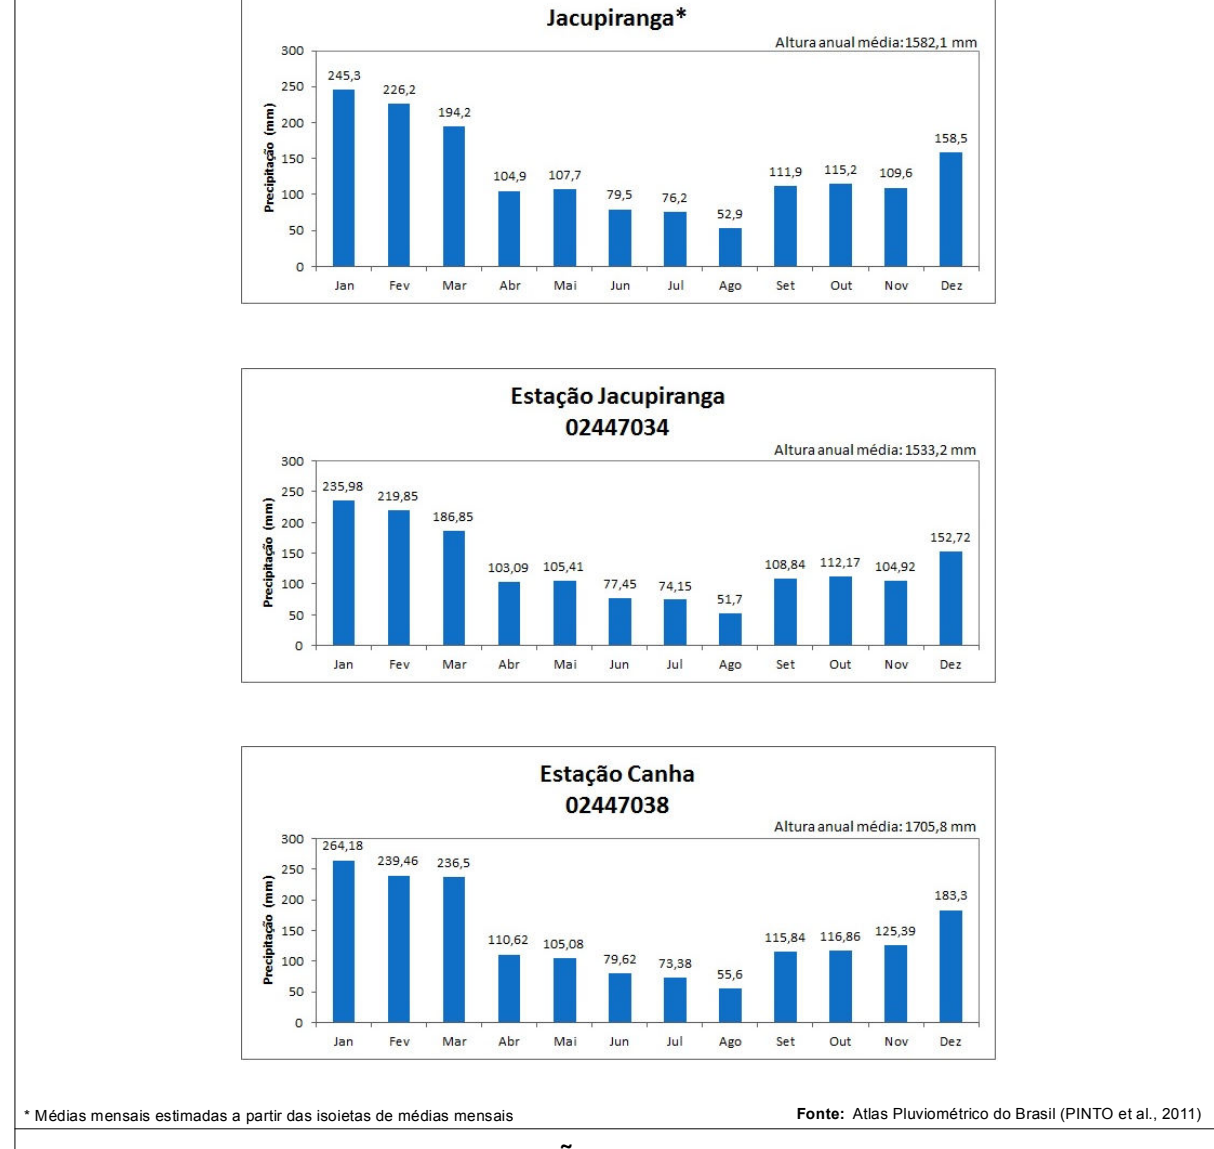 Jacupiranga*
Altura anual média: 1582,1 mm
Precipitação (mm)
300
250
200
150
100
50
0
245,3 226,2 194,2 104,9 107,7 79,5 76,2 52,9 111,9 115,2 109,6 158,5
Jan Fev Mar Abr Mai Jun Jul Ago Set Out Nov Dez
Estação Jacupiranga
02447034
Altura anual média: 1533,2 mm
Precipitação (mm)
300
250
200
150
100
50
0
235,98 219,85 186,85 103,09 105,41 77,45 74,15 51,7 108,84 112,17 104,92 152,72
Jan Fev Mar Abr Mai Jun Jul Ago Set Out Nov Dez
Estação Canha
02447038
Altura anual média: 1705,8 mm
Precipitação (mm)
300
250
200
150
100
50
0
264,18 239,46 236,5 110,62 105,08 79,62 73,38 55,6 115,84 116,86 125,39 183,3
Jan Fev Mar Abr Mai Jun Jul Ago Set Out Nov Dez
* Médias mensais estimadas a partir das isoietas de médias mensais
Fonte: Atlas Pluviométrico do Brasil (PINTO et al., 2011)